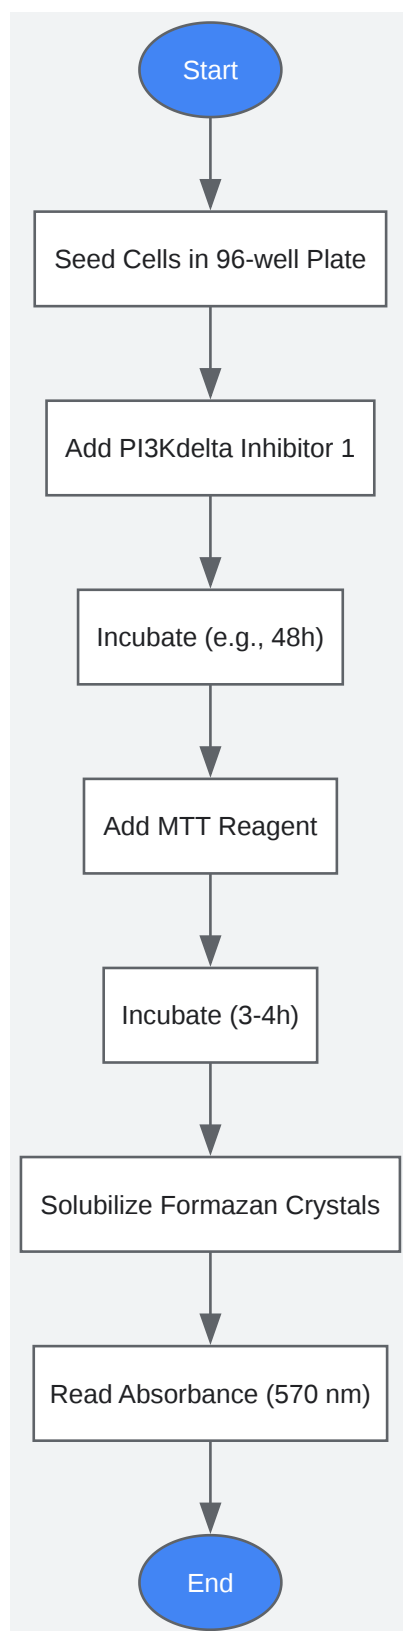 Start
Seed Cells in 96-well Plate
Add PI3Kdelta Inhibitor 1
Incubate (e.g., 48h)
Add MTT Reagent
Incubate (3-4h)
Solubilize Formazan Crystals
Read Absorbance (570 nm)
End